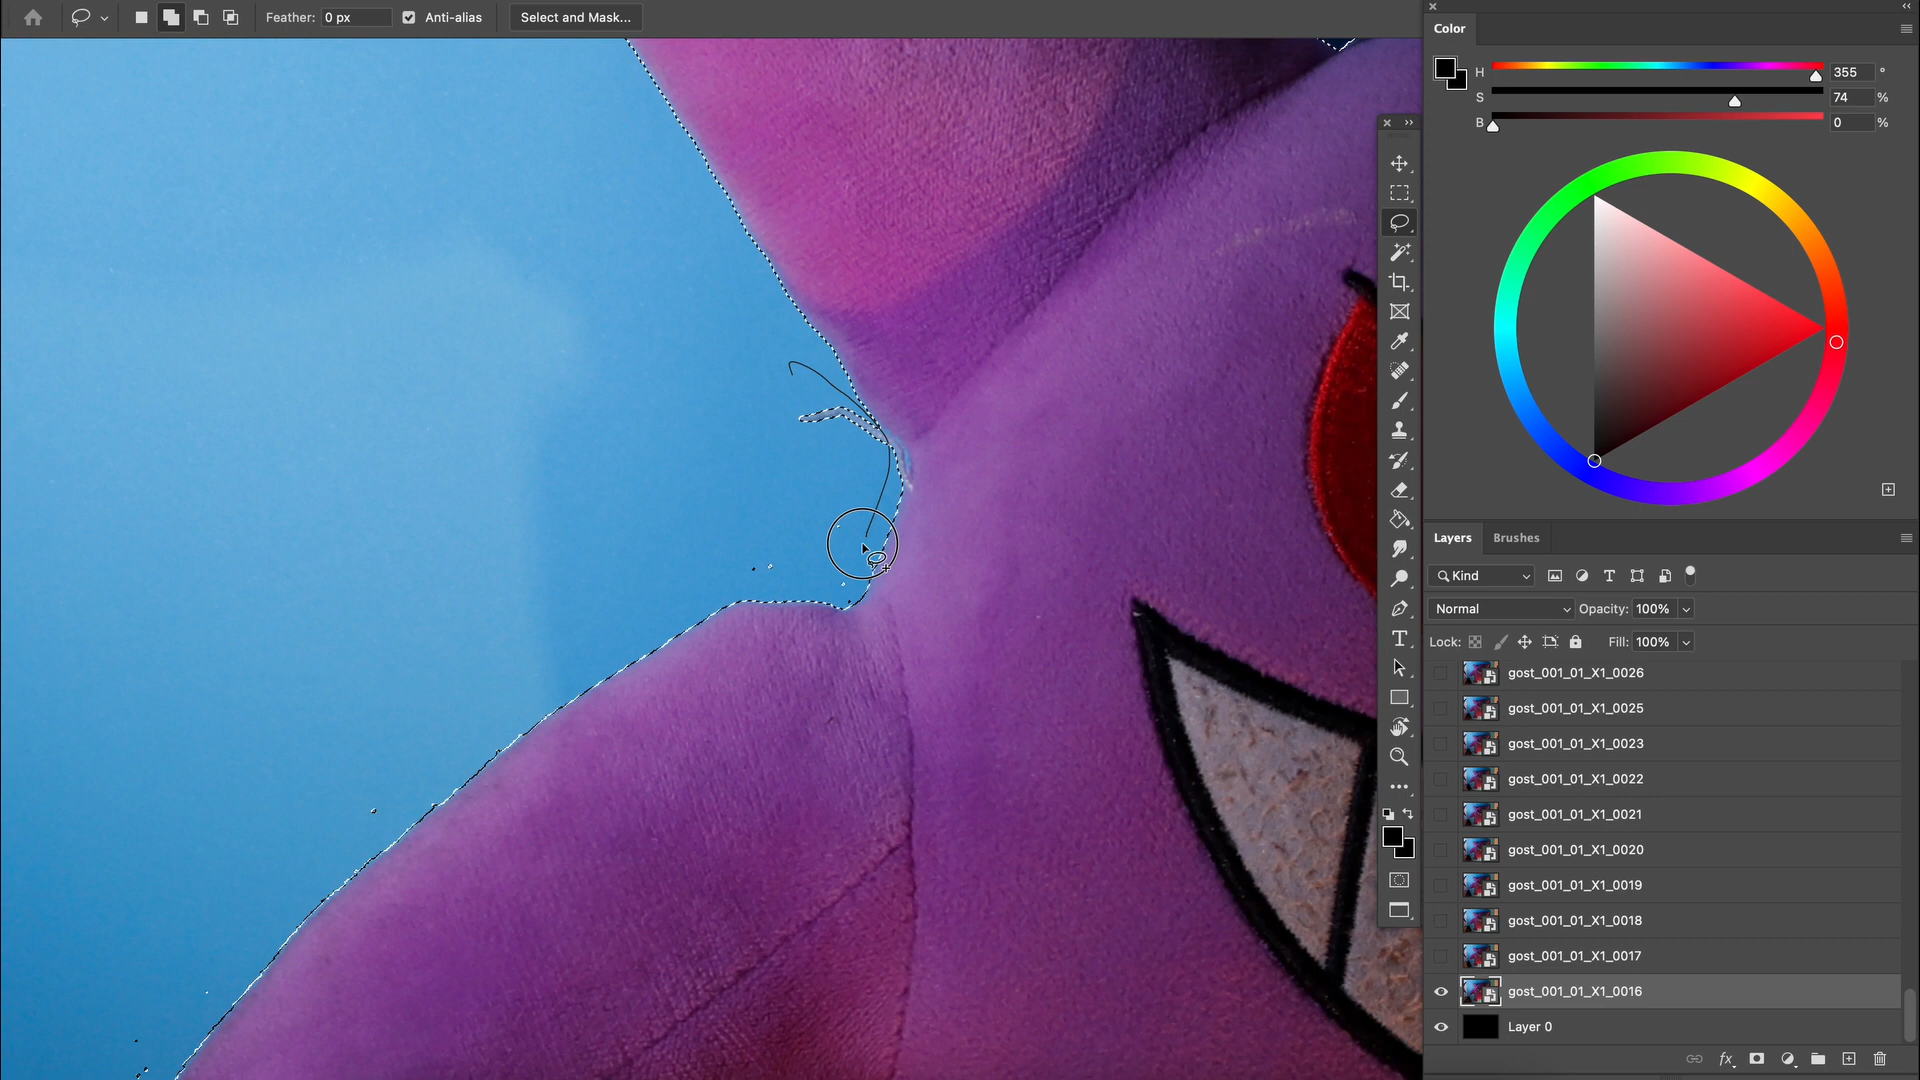 Feather: 0 px
Anti-alias
Select and Mask...
Color
H 355 °
S 74 %
B 0 %
Layers Brushes
Kind
Normal Opacity: 100%
Lock: Fill: 100%
gost_001_01_X1_0026
gost_001_01_X1_0025
gost_001_01_X1_0023
gost_001_01_X1_0022
gost_001_01_X1_0021
gost_001_01_X1_0020
gost_001_01_X1_0019
gost_001_01_X1_0018
gost_001_01_X1_0017
gost_001_01_X1_0016
Layer 0
fx